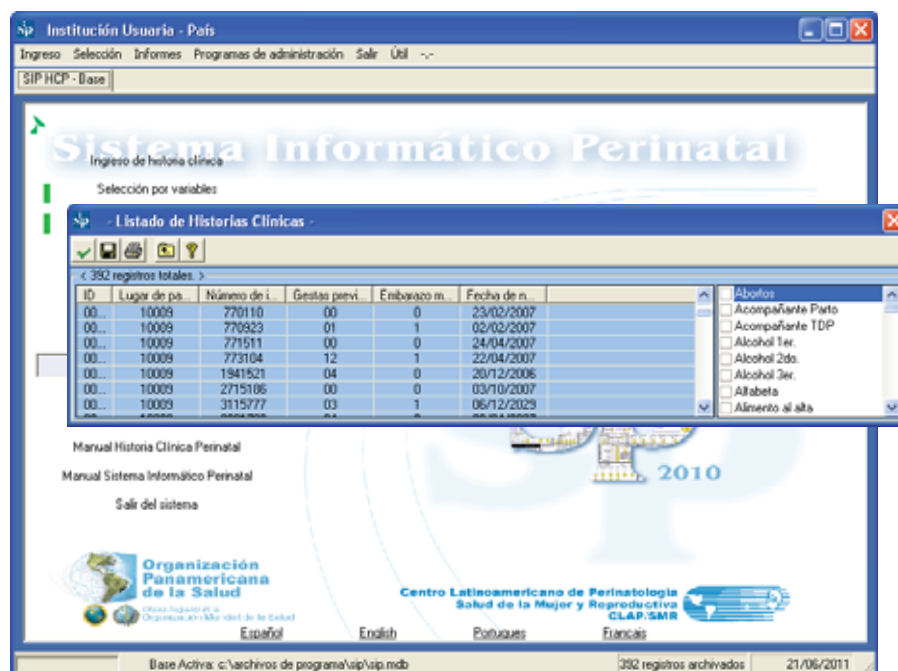 Institución Usuaria - País
Ingreso Selección Informes Programas de administración Salir Útil -.-
SIP HCP - Base
Sistema Informático Perinatal
Ingreso de historia clínica
Selección por variables
- Listado de Historias Clínicas -
< 392 registros totales. >
ID Lugar de pa... Número de i... Gestas previ... Embarazo m... Fecha de n...
00... 10009 770110 00 0 23/02/2007
00... 10009 770923 01 1 02/02/2007
00... 10009 771511 00 0 24/04/2007
00... 10009 773104 12 1 22/04/2007
00... 10009 1941521 04 0 20/12/2006
00... 10009 2715186 00 0 03/10/2007
00... 10009 3115777 03 1 06/12/2029
Abortos
Acompañante Parto
Acompañante TDP
Alcohol 1er.
Alcohol 2do.
Alcohol 3er.
Alfabeta
Alimento al alta
Manual Historia Clínica Perinatal
Manual Sistema Informático Perinatal
Salir del sistema
2010
Organización
Panamericana
de la Salud
Organización Mundial de la Salud
Centro Latinoamericano de Perinatología
Salud de la Mujer y Reproductiva
CLAP/SMR
Español English Portugues Francais
Base Activa: c:\archivos de programa\sip\sip.mdb 392 registros archivados 21/06/2011